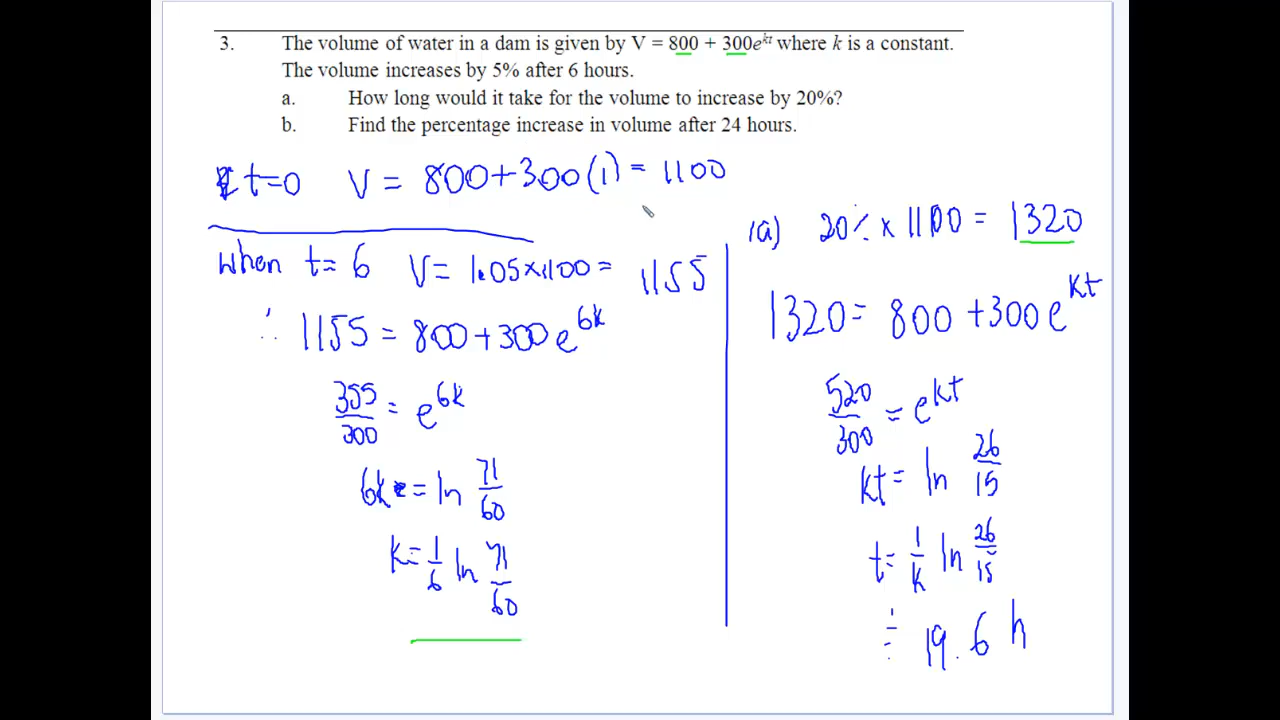 3. The volume of water in a dam is given by V = 800 + 300e^{kt} where k is a constant.
The volume increases by 5% after 6 hours.
a. How long would it take for the volume to increase by 20%?
b. Find the percentage increase in volume after 24 hours.
t=0 V = 800+300(1) = 1100
When t= 6 V= 1.05×1100 = 1155
∴ 1155 = 800+300e^{6k}
355/300 = e^{6k}
6k = ln 71/60
k = 1/6 ln 71/60
(a) 20% × 1100 = 1320
1320= 800 +300e^{kt}
520/300 = e^{kt}
kt = ln 26/15
t= 1/k ln 26/15
≑ 19.6 h